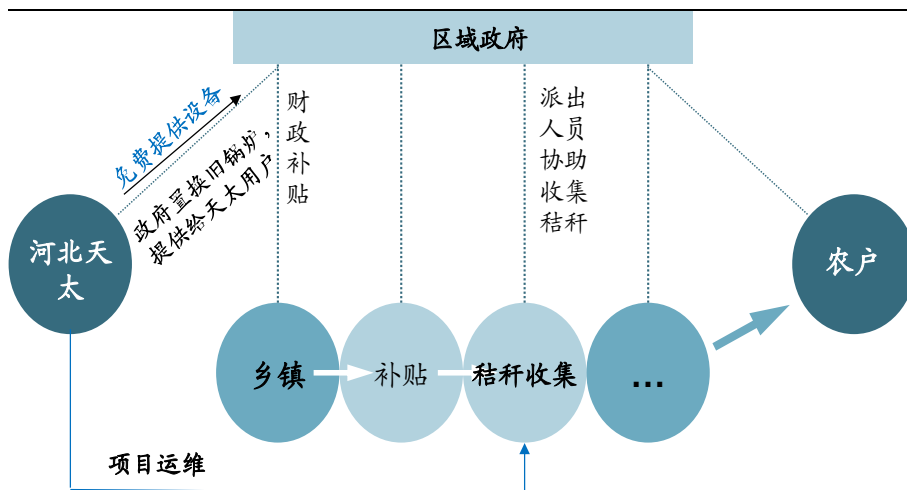 区域政府
免费提供设备
政府置换旧锅炉，
提供给天太用户
财
政
补
贴
派出
人员
协助
收集
秸秆
河北天
太
农户
乡镇
补贴
秸秆收集
...
项目运维